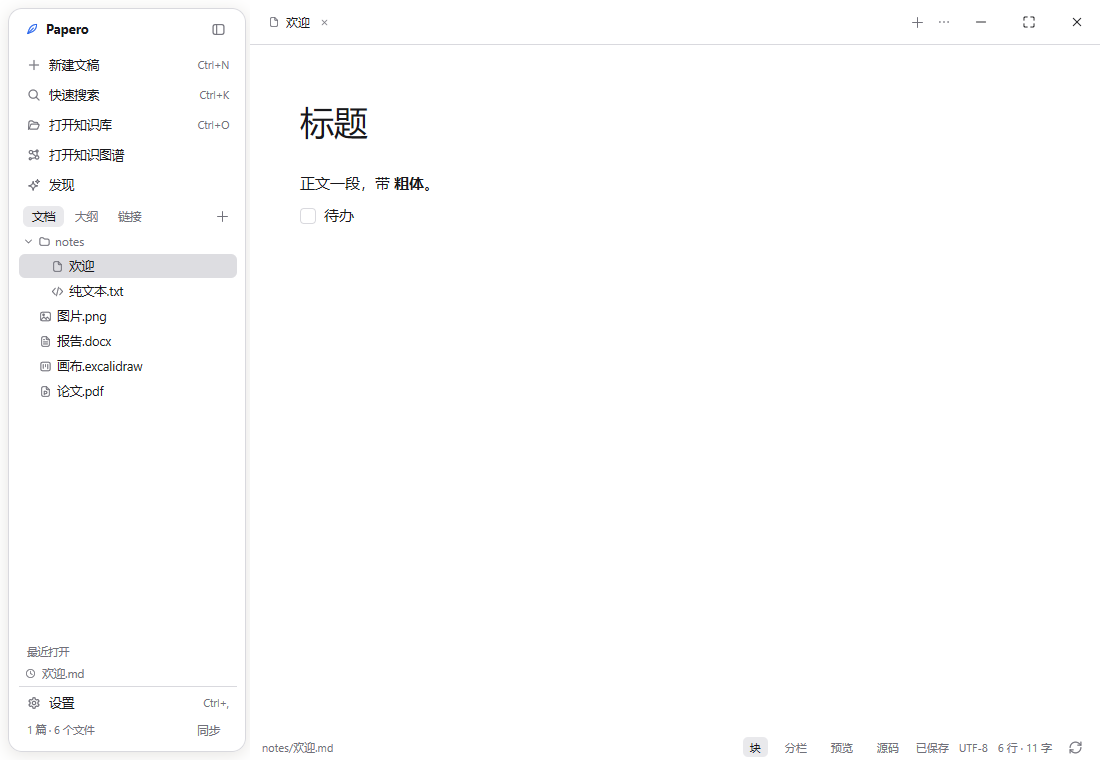 Papero
新建文稿 Ctrl+N
快速搜索 Ctrl+K
打开知识库 Ctrl+O
打开知识图谱
发现
文档 大纲 链接
notes
欢迎
纯文本.txt
图片.png
报告.docx
画布.excalidraw
论文.pdf
最近打开
欢迎.md
设置 Ctrl+,
1 篇 · 6 个文件 同步
欢迎
标题
正文一段，带 粗体。
待办
notes/欢迎.md 块 分栏 预览 源码 已保存 UTF-8 6 行 · 11 字